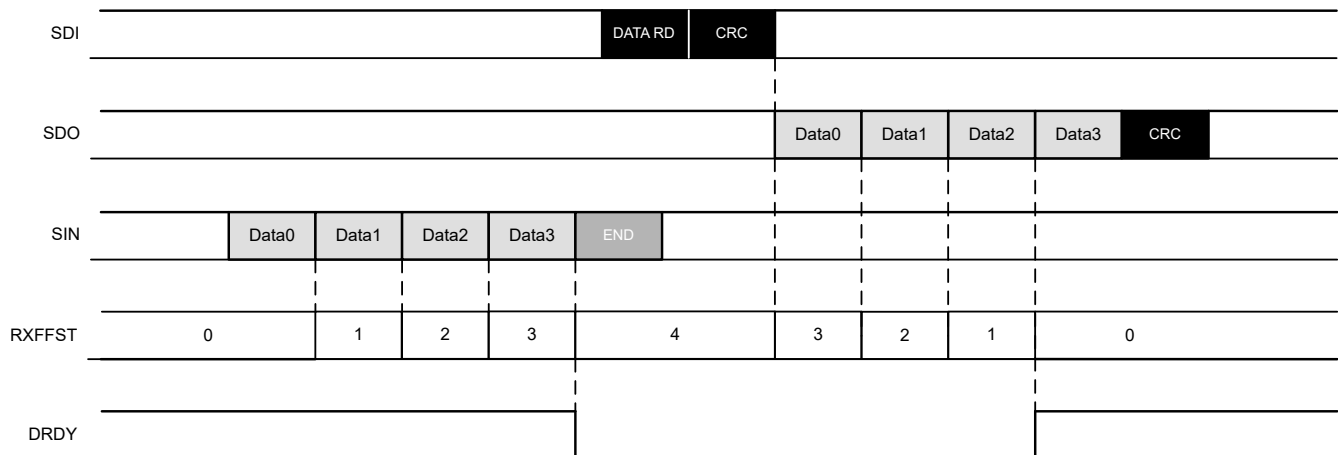 SDI DATA RD CRC
SDO Data0 Data1 Data2 Data3 CRC
SIN Data0 Data1 Data2 Data3 END
RXFFST 0 1 2 3 4 3 2 1 0
DRDY